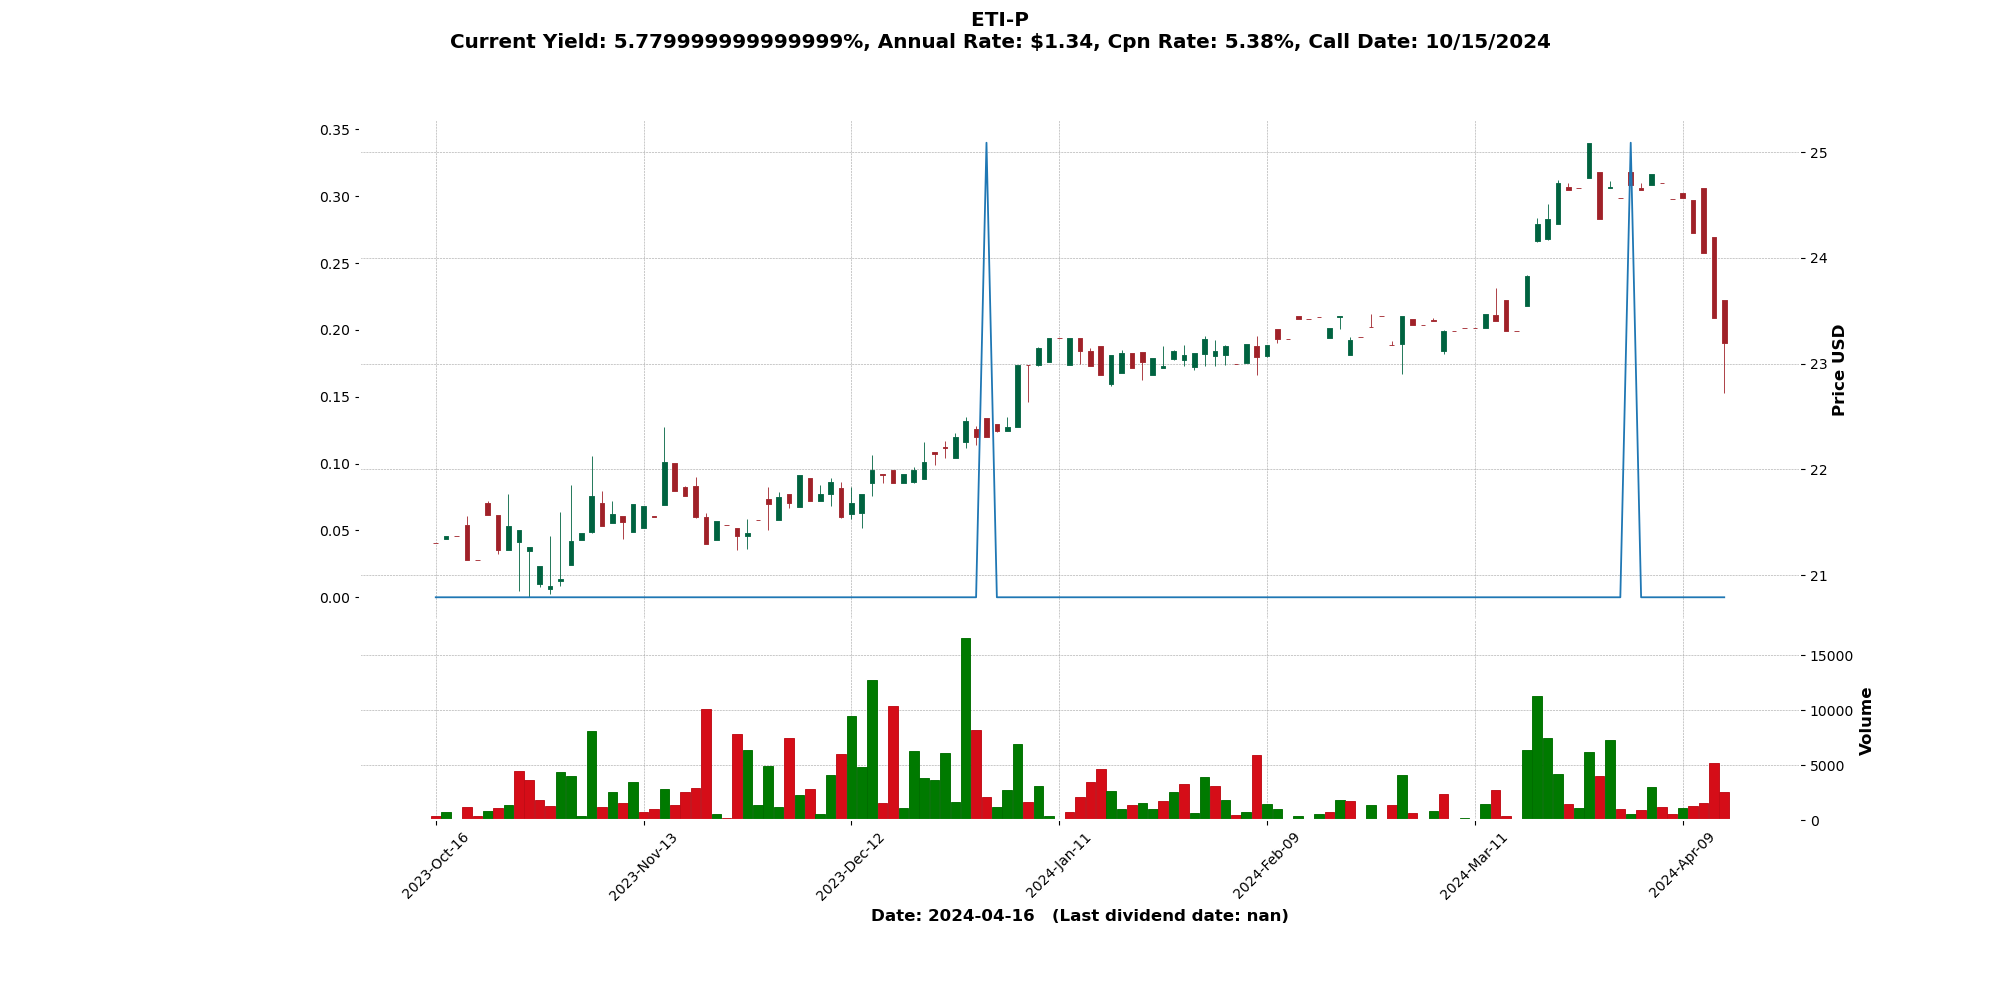 ETI-P
Current Yield: 5.779999999999999%, Annual Rate: $1.34, Cpn Rate: 5.38%, Call Date: 10/15/2024
0.35
0.30
0.25
0.20
0.15
0.10
0.05
0.00
25
24
23
22
21
Price USD
15000
10000
5000
0
Volume
2023-Oct-16
2023-Nov-13
2023-Dec-12
2024-Jan-11
2024-Feb-09
2024-Mar-11
2024-Apr-09
Date: 2024-04-16 (Last dividend date: nan)